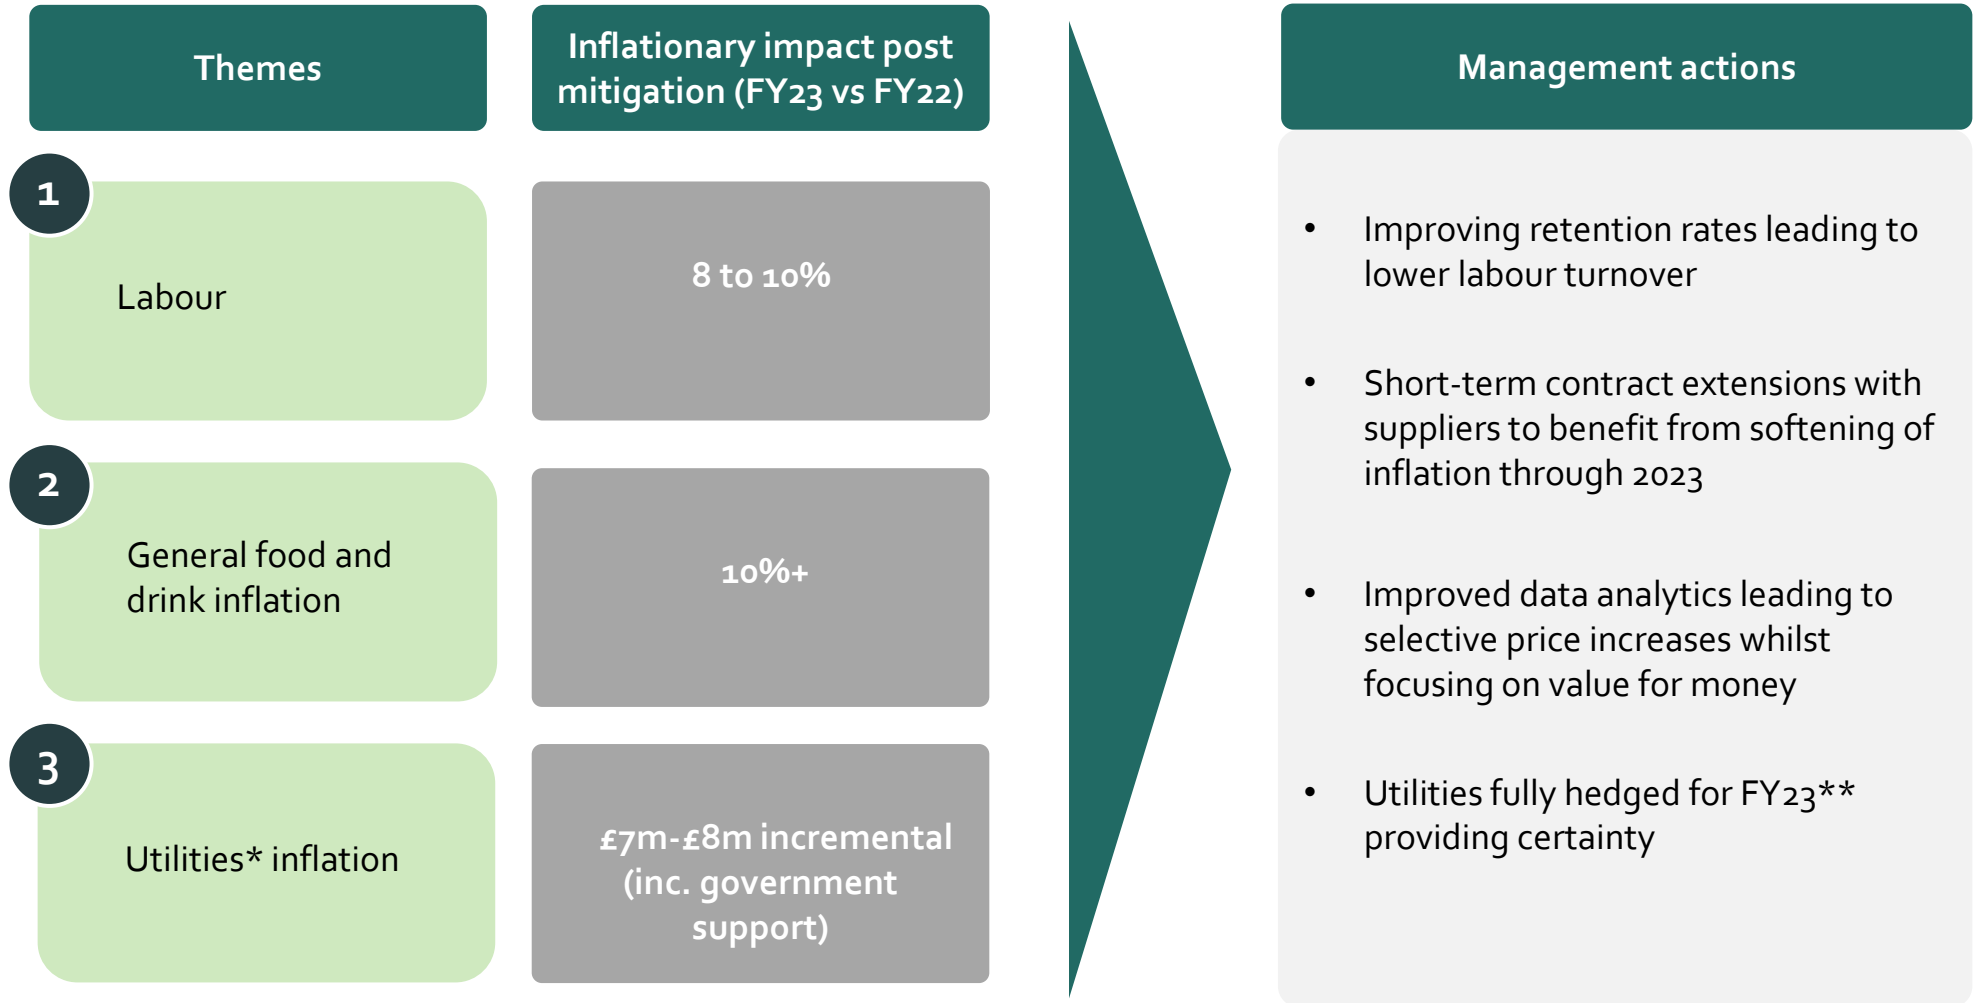 Themes
Inflationary impact post
mitigation (FY23 vs FY22)
Management actions
1
Labour
8 to 10%
2
General food and
drink inflation
10%+
3
Utilities* inflation
£7m-£8m incremental
(inc. government
support)
• Improving retention rates leading to
lower labour turnover
• Short-term contract extensions with
suppliers to benefit from softening of
inflation through 2023
• Improved data analytics leading to
selective price increases whilst
focusing on value for money
• Utilities fully hedged for FY23**
providing certainty